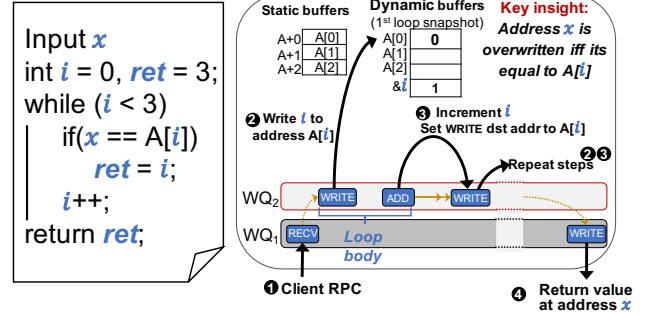 Input x
int i = 0, ret = 3;
while (i < 3)
if(x == A[i])
ret = i;
i++;
return ret;
Static buffers
A+0 A[0]
A+1 A[1]
A+2 A[2]
Dynamic buffers
(1st loop snapshot)
A[0] 0
A[1]
A[2]
&i 1
Key insight:
Address x is
overwritten iff its
equal to A[i]
❷ Write i to
address A[i]
❸ Increment i
Set WRITE dst addr to A[i]
❷❸
Repeat steps
WQ2
WRITE
ADD
WRITE
WQ1
RECV
Loop
body
WRITE
❶ Client RPC
❹ Return value
at address x